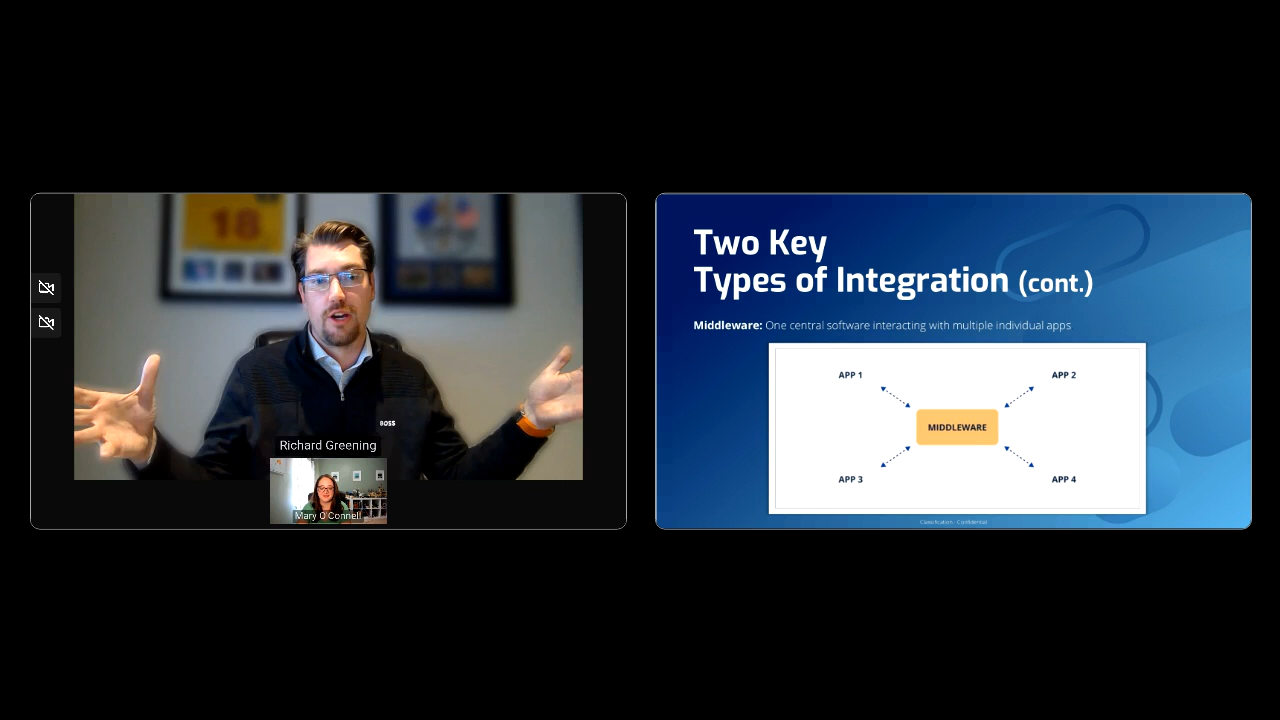 18
BOSS
Richard Greening
Mary O'Connell
Two Key
Types of Integration (cont.)
Middleware: One central software interacting with multiple individual apps
APP 1
APP 2
MIDDLEWARE
APP 3
APP 4
Classification - Confidential